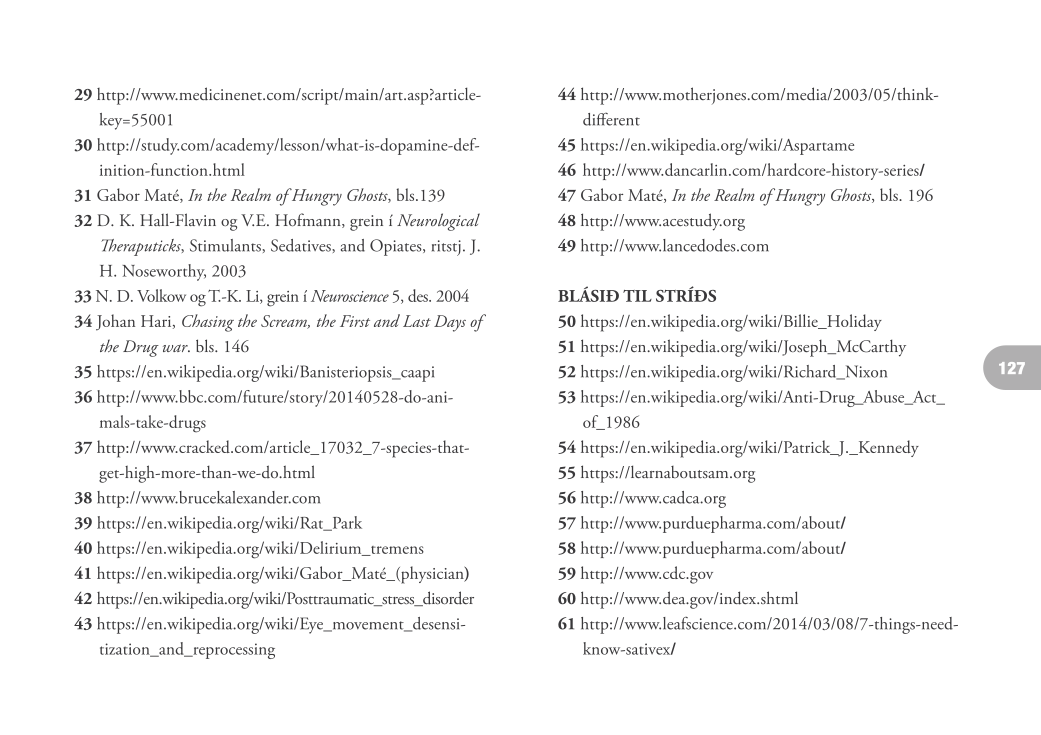 29 http://www.medicinenet.com/script/main/art.asp?article-
key=55001
30 http://study.com/academy/lesson/what-is-dopamine-def-
inition-function.html
31 Gabor Maté, In the Realm of Hungry Ghosts, bls.139
32 D. K. Hall-Flavin og V.E. Hofmann, grein í Neurological
Theraputicks, Stimulants, Sedatives, and Opiates, ritstj. J.
H. Noseworthy, 2003
33 N. D. Volkow og T.-K. Li, grein í Neuroscience 5, des. 2004
34 Johan Hari, Chasing the Scream, the First and Last Days of
the Drug war. bls. 146
35 https://en.wikipedia.org/wiki/Banisteriopsis_caapi
36 http://www.bbc.com/future/story/20140528-do-ani-
mals-take-drugs
37 http://www.cracked.com/article_17032_7-species-that-
get-high-more-than-we-do.html
38 http://www.brucekalexander.com
39 https://en.wikipedia.org/wiki/Rat_Park
40 https://en.wikipedia.org/wiki/Delirium_tremens
41 https://en.wikipedia.org/wiki/Gabor_Maté_(physician)
42 https://en.wikipedia.org/wiki/Posttraumatic_stress_disorder
43 https://en.wikipedia.org/wiki/Eye_movement_desensi-
tization_and_reprocessing
44 http://www.motherjones.com/media/2003/05/think-
different
45 https://en.wikipedia.org/wiki/Aspartame
46 http://www.dancarlin.com/hardcore-history-series/
47 Gabor Maté, In the Realm of Hungry Ghosts, bls. 196
48 http://www.acestudy.org
49 http://www.lancedodes.com
BLÁSIÐ TIL STRÍÐS
50 https://en.wikipedia.org/wiki/Billie_Holiday
51 https://en.wikipedia.org/wiki/Joseph_McCarthy
52 https://en.wikipedia.org/wiki/Richard_Nixon
53 https://en.wikipedia.org/wiki/Anti-Drug_Abuse_Act_
of_1986
54 https://en.wikipedia.org/wiki/Patrick_J._Kennedy
55 https://learnaboutsam.org
56 http://www.cadca.org
57 http://www.purduepharma.com/about/
58 http://www.purduepharma.com/about/
59 http://www.cdc.gov
60 http://www.dea.gov/index.shtml
61 http://www.leafscience.com/2014/03/08/7-things-need-
know-sativex/
127